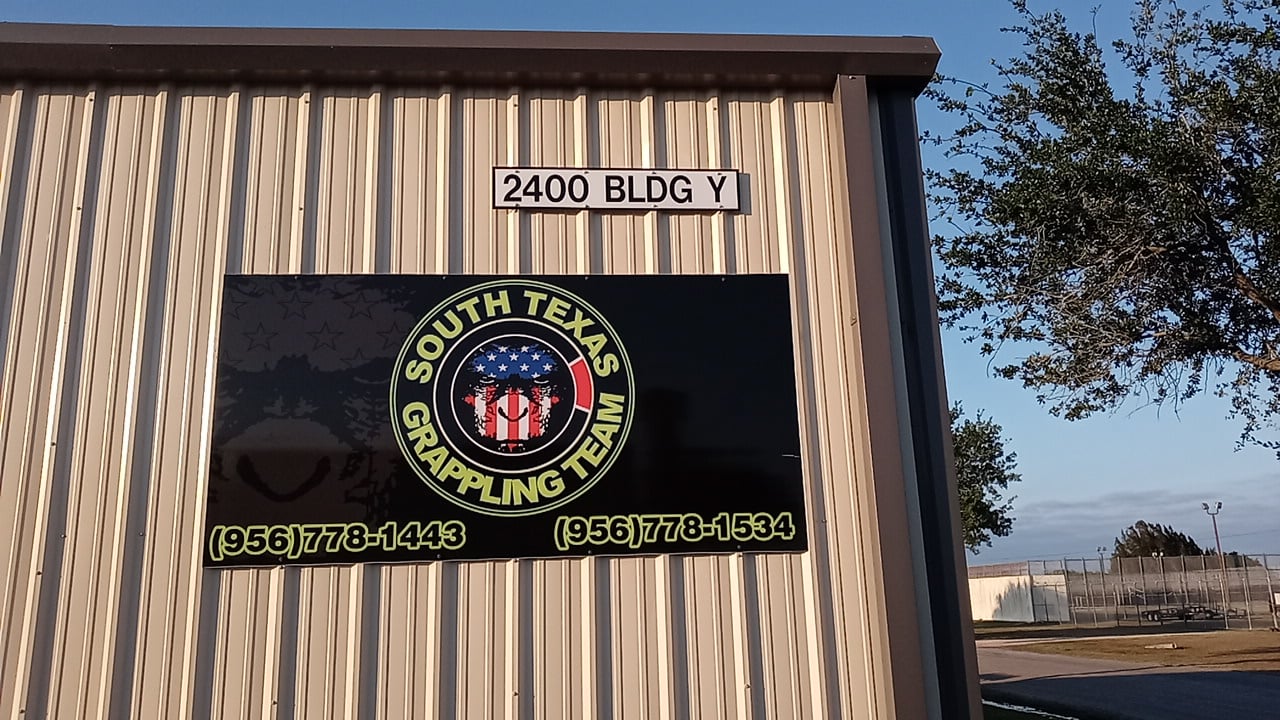 2400 BLDG Y
SOUTH TEXAS
GRAPPLING TEAM
(956)778-1443
(956)778-1534